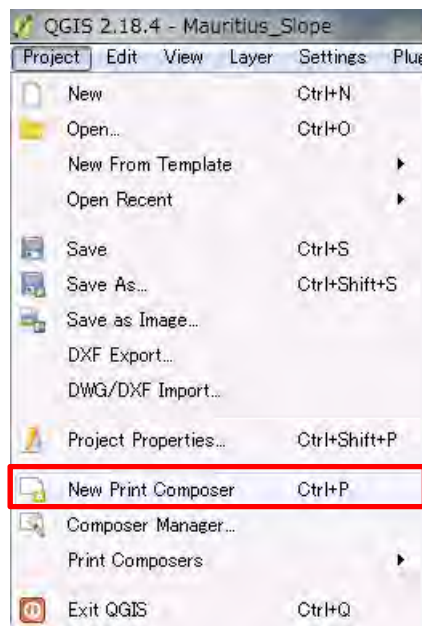 QGIS 2.18.4 - Mauritius_Slope
Project Edit View Layer Settings Plug
New Ctrl+N
Open... Ctrl+O
New From Template
Open Recent
Save Ctrl+S
Save As... Ctrl+Shift+S
Save as Image...
DXF Export...
DWG/DXF Import...
Project Properties... Ctrl+Shift+P
New Print Composer Ctrl+P
Composer Manager...
Print Composers
Exit QGIS Ctrl+Q